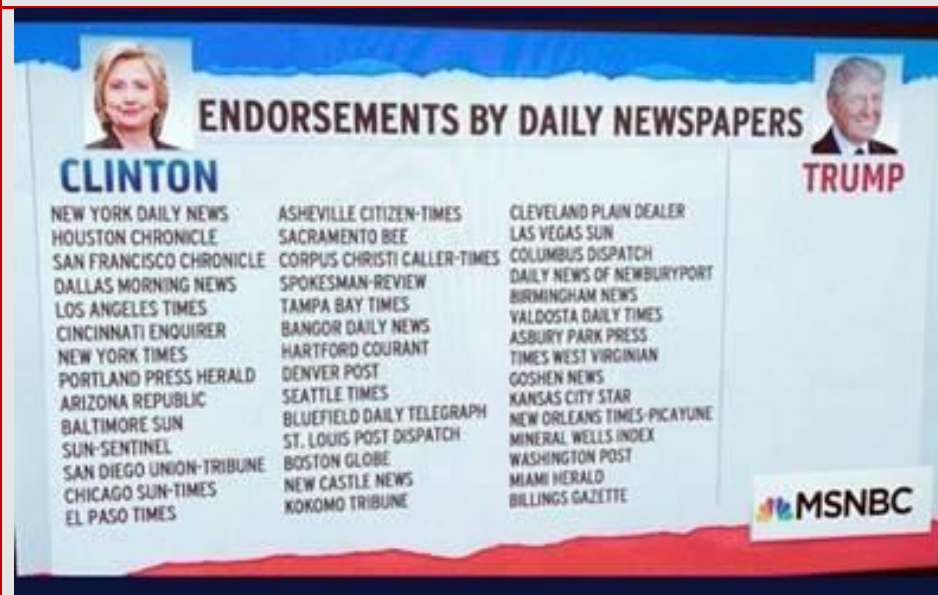 ENDORSEMENTS BY DAILY NEWSPAPERS
CLINTON
NEW YORK DAILY NEWS
HOUSTON CHRONICLE
SAN FRANCISCO CHRONICLE
DALLAS MORNING NEWS
LOS ANGELES TIMES
CINCINNATI ENQUIRER
NEW YORK TIMES
PORTLAND PRESS HERALD
ARIZONA REPUBLIC
BALTIMORE SUN
SUN-SENTINEL
SAN DIEGO UNION-TRIBUNE
CHICAGO SUN-TIMES
EL PASO TIMES
ASHEVILLE CITIZEN-TIMES
SACRAMENTO BEE
CORPUS CHRISTI CALLER-TIMES
SPOKESMAN-REVIEW
TAMPA BAY TIMES
BANGOR DAILY NEWS
HARTFORD COURANT
DENVER POST
SEATTLE TIMES
BLUEFIELD DAILY TELEGRAPH
ST. LOUIS POST DISPATCH
BOSTON GLOBE
NEW CASTLE NEWS
KOKOMO TRIBUNE
CLEVELAND PLAIN DEALER
LAS VEGAS SUN
COLUMBUS DISPATCH
DAILY NEWS OF NEWBURYPORT
BIRMINGHAM NEWS
VALDOSTA DAILY TIMES
ASBURY PARK PRESS
TIMES WEST VIRGINIAN
GOSHEN NEWS
KANSAS CITY STAR
NEW ORLEANS TIMES-PICAYUNE
MINERAL WELLS INDEX
WASHINGTON POST
MIAMI HERALD
BILLINGS GAZETTE
TRUMP
MSNBC